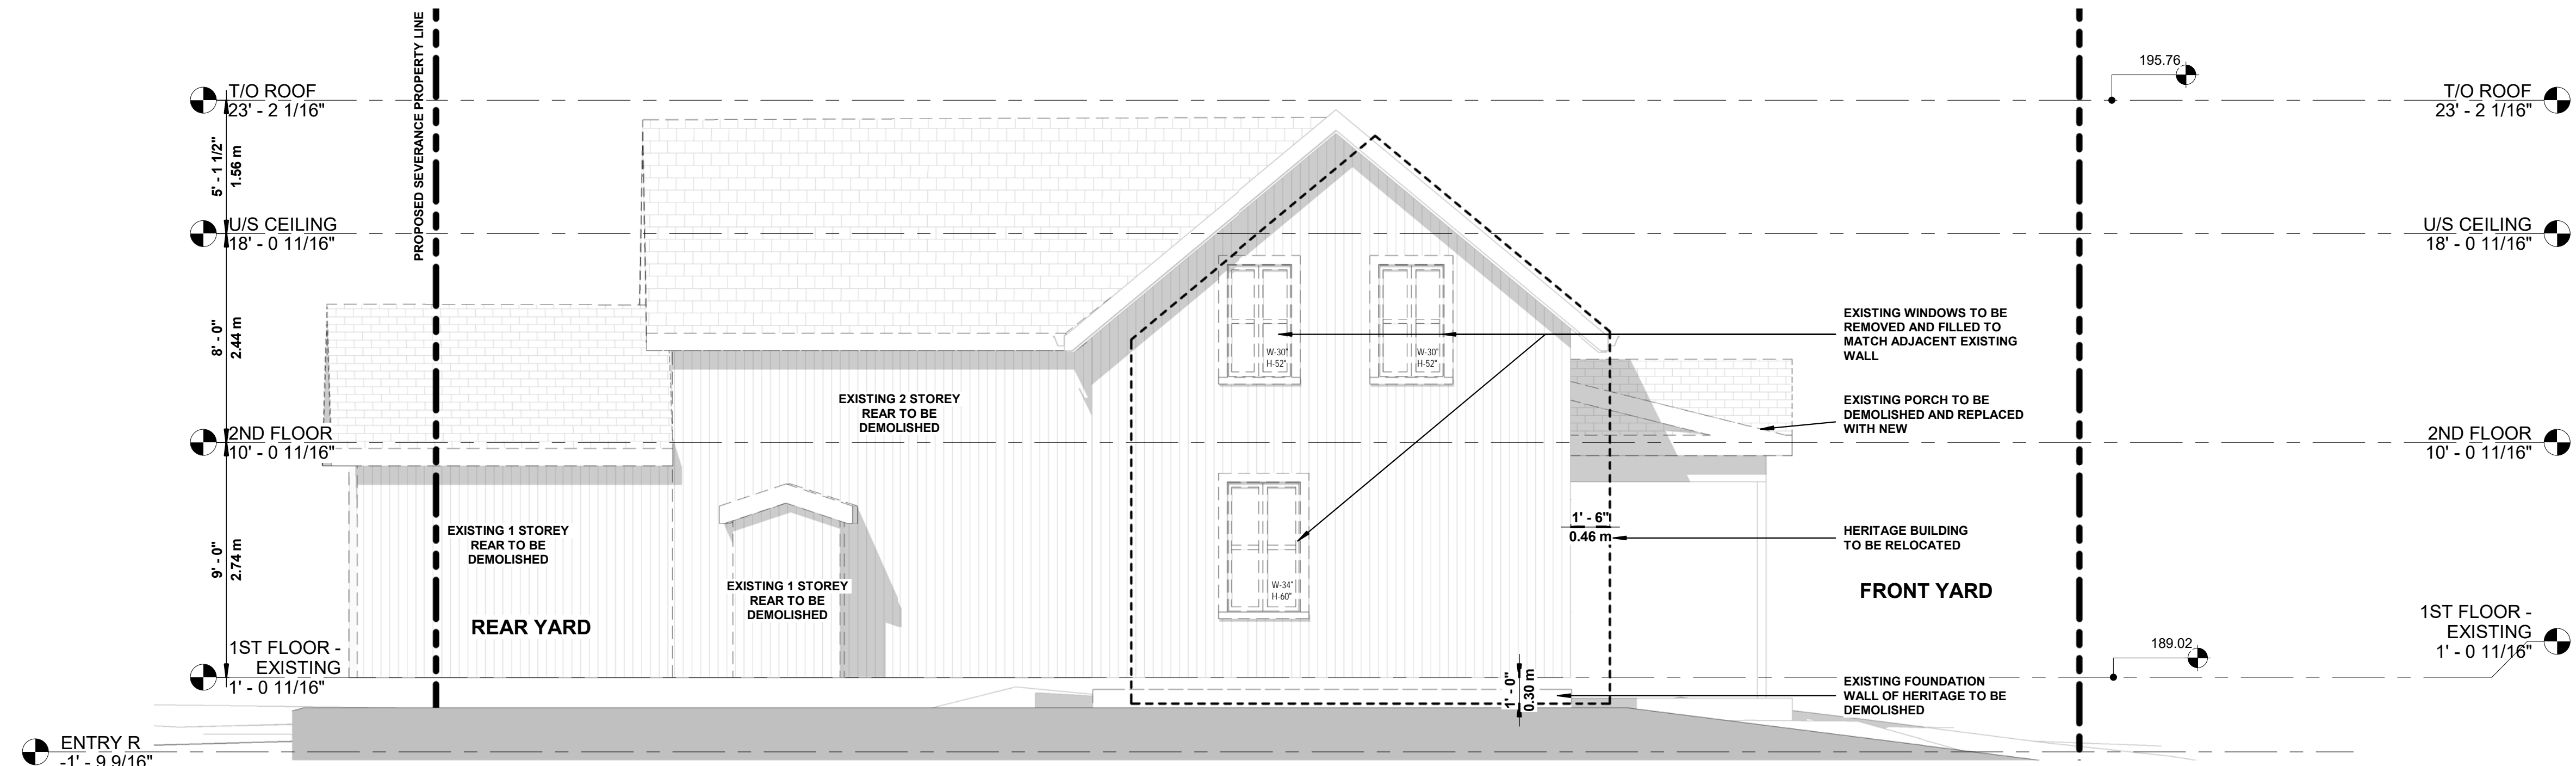 PROPOSED SEVERANCE PROPERTY LINE
195.76
T/O ROOF
23' - 2 1/16"
T/O ROOF
23' - 2 1/16"
5' - 1 1/2"
1.56 m
U/S CEILING
18' - 0 11/16"
U/S CEILING
18' - 0 11/16"
8' - 0"
2.44 m
EXISTING WINDOWS TO BE
REMOVED AND FILLED TO
MATCH ADJACENT EXISTING
WALL
W-30"
H-52"
W-30"
H-52"
EXISTING 2 STOREY
REAR TO BE
DEMOLISHED
EXISTING PORCH TO BE
DEMOLISHED AND REPLACED
WITH NEW
2ND FLOOR
10' - 0 11/16"
2ND FLOOR
10' - 0 11/16"
9' - 0"
2.74 m
EXISTING 1 STOREY
REAR TO BE
DEMOLISHED
1' - 6"
0.46 m
HERITAGE BUILDING
TO BE RELOCATED
EXISTING 1 STOREY
REAR TO BE
DEMOLISHED
W-34"
H-60"
FRONT YARD
REAR YARD
1ST FLOOR -
EXISTING
1' - 0 11/16"
189.02
1ST FLOOR -
EXISTING
1' - 0 11/16"
1' - 0"
0.30 m
EXISTING FOUNDATION
WALL OF HERITAGE TO BE
DEMOLISHED
ENTRY R
-1' - 9 9/16"